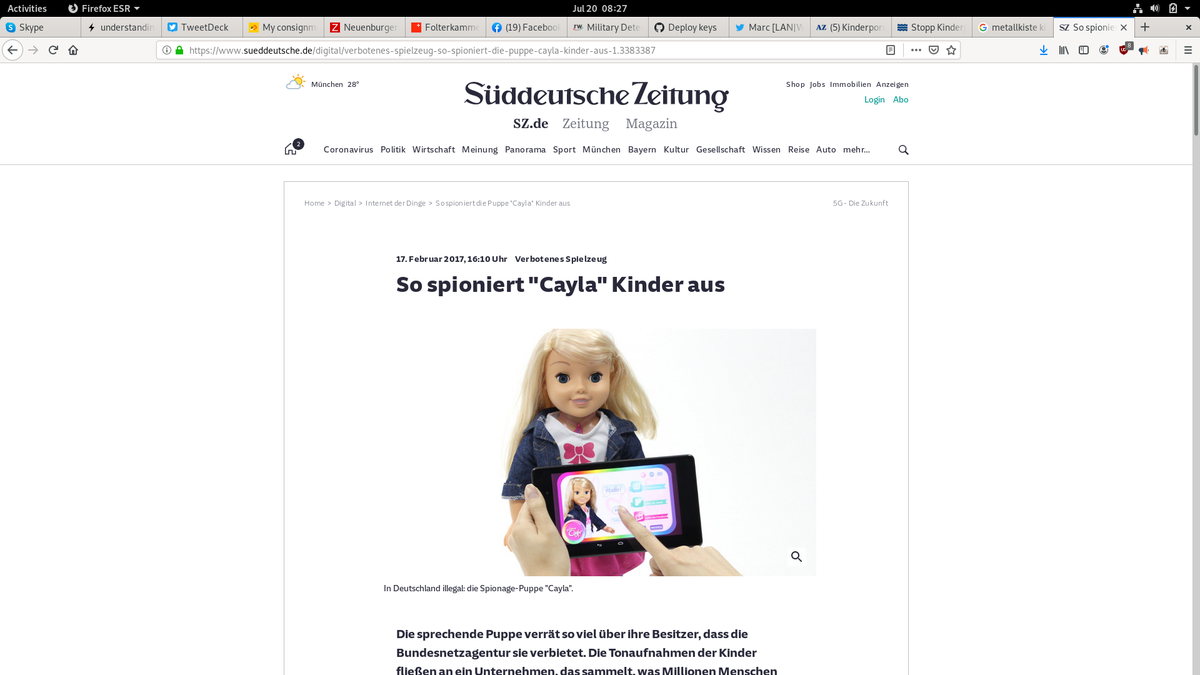 Activities Firefox ESR Jul 20 08:27
Skype understandin TweetDeck My consignm Neuenburger Folterkamme (19) Facebook Military Dete Deploy keys Marc [LAN|W AZ (5) Kinderpor Stopp Kinder metallkiste k SZ So spionie
https://www.sueddeutsche.de/digital/verbotenes-spielzeug-so-spioniert-die-puppe-cayla-kinder-aus-1.3383387
München 28°
Süddeutsche Zeitung
Shop Jobs Immobilien Anzeigen
Login Abo
SZ.de Zeitung Magazin
2
Coronavirus Politik Wirtschaft Meinung Panorama Sport München Bayern Kultur Gesellschaft Wissen Reise Auto mehr...
Home > Digital > Internet der Dinge > So spioniert die Puppe "Cayla" Kinder aus 5G - Die Zukunft
17. Februar 2017, 16:10 Uhr Verbotenes Spielzeug
So spioniert "Cayla" Kinder aus
In Deutschland illegal: die Spionage-Puppe "Cayla".
Die sprechende Puppe verrät so viel über ihre Besitzer, dass die
Bundesnetzagentur sie verbietet. Die Tonaufnahmen der Kinder
fließen an ein Unternehmen, das sammelt, was Millionen Menschen